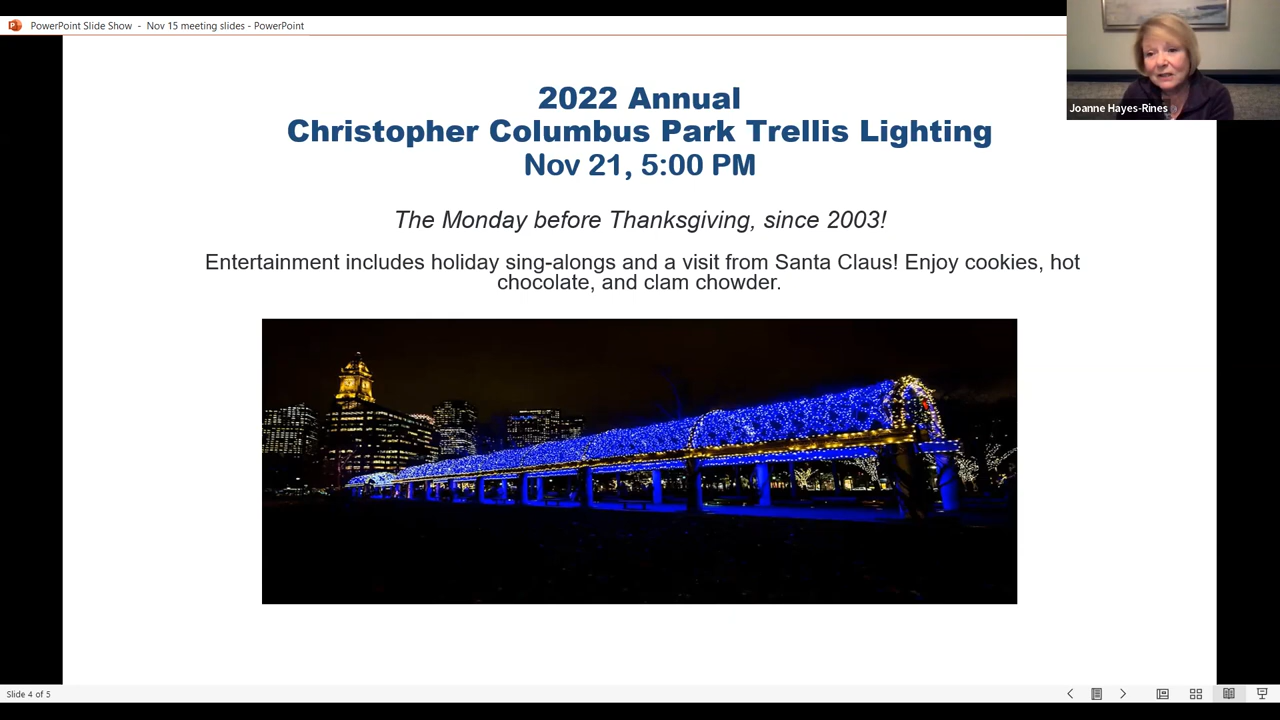 PowerPoint Slide Show - Nov 15 meeting slides - PowerPoint
Joanne Hayes-Rines
2022 Annual
Christopher Columbus Park Trellis Lighting
Nov 21, 5:00 PM
The Monday before Thanksgiving, since 2003!
Entertainment includes holiday sing-alongs and a visit from Santa Claus! Enjoy cookies, hot
chocolate, and clam chowder.
Slide 4 of 5